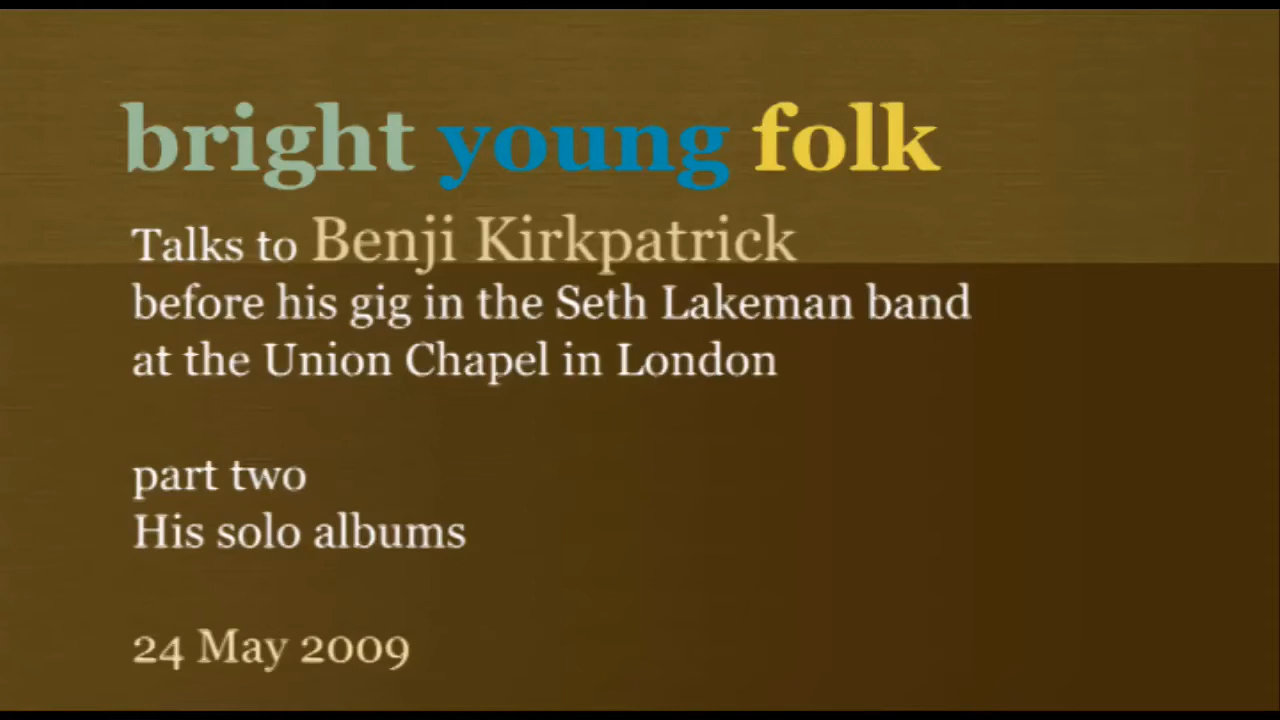 bright young folk
Talks to Benji Kirkpatrick
before his gig in the Seth Lakeman band
at the Union Chapel in London
part two
His solo albums
24 May 2009